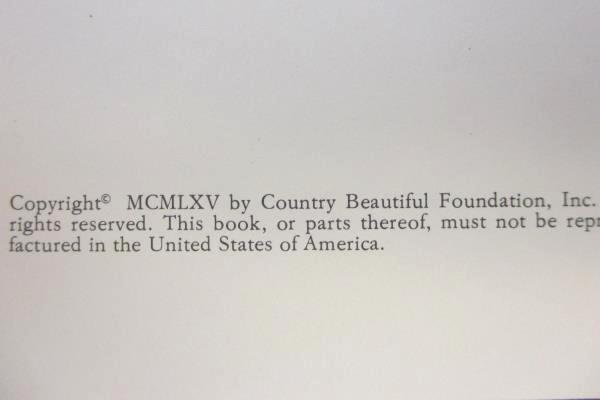 Copyright© MCMLXV by Country Beautiful Foundation, Inc.
rights reserved. This book, or parts thereof, must not be repr
factured in the United States of America.